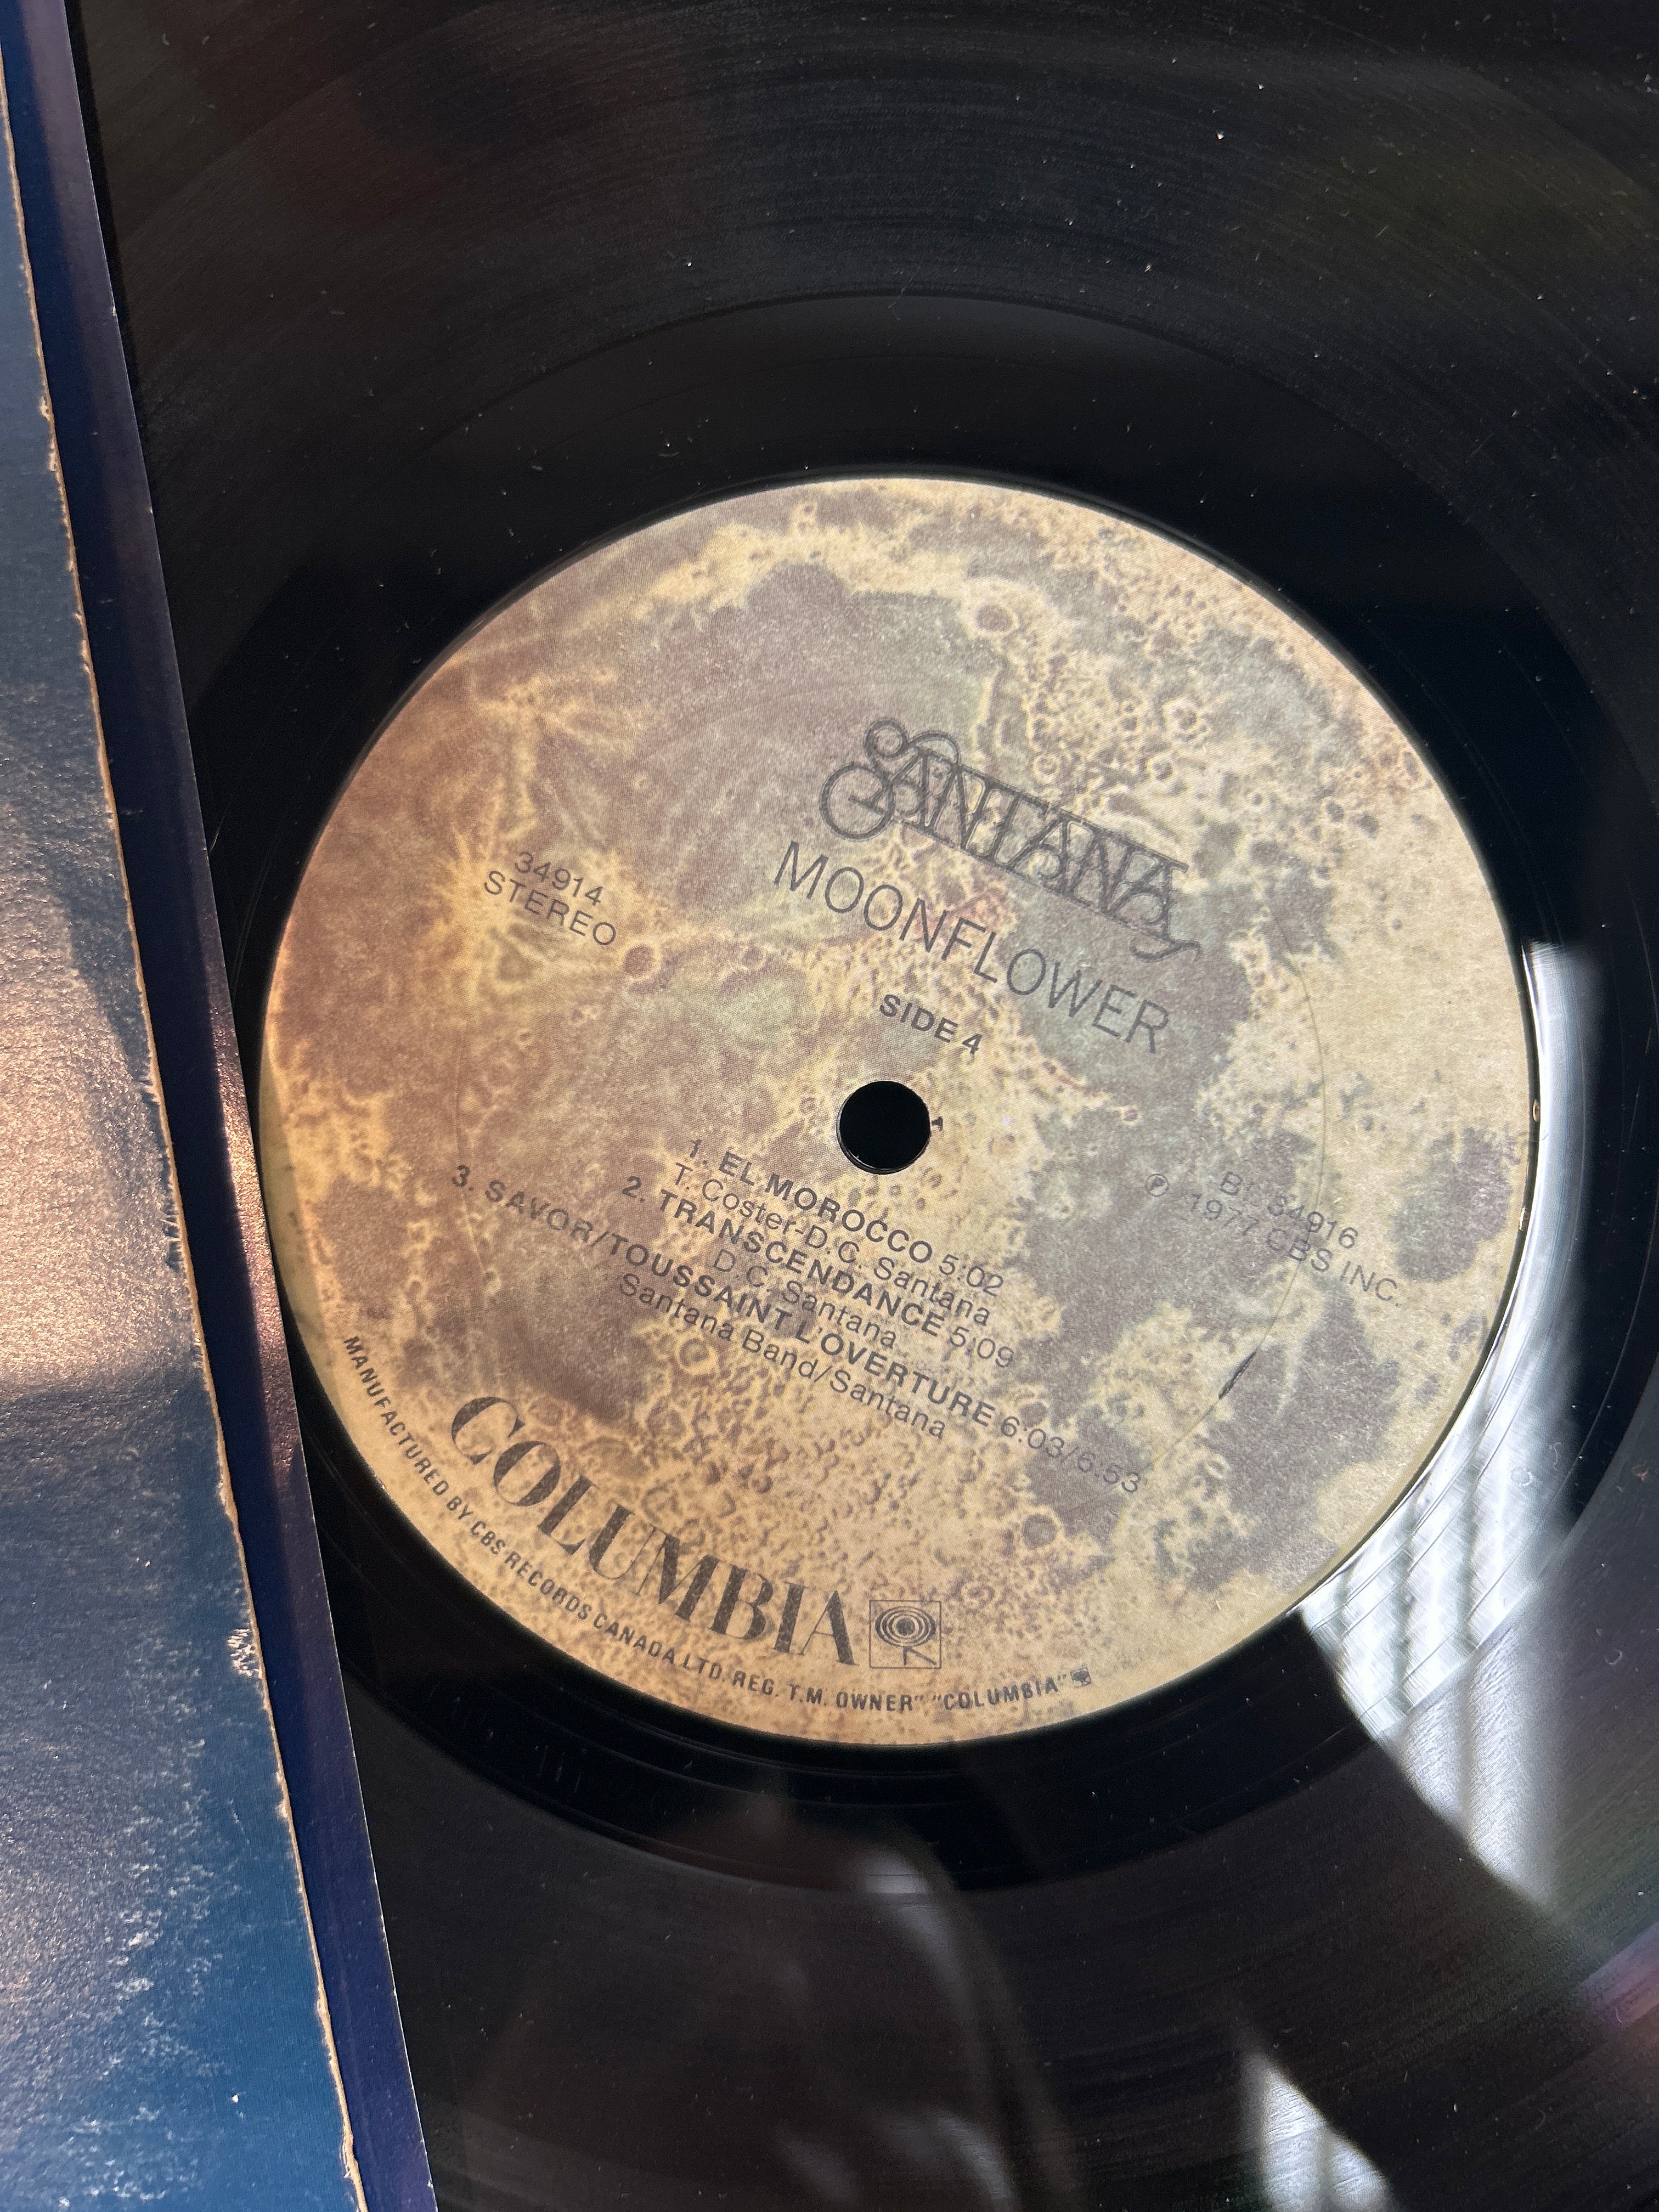 SANTANA
MOONFLOWER
34914
STEREO
SIDE 4
34916
℗ 1977 CBS INC.
1. EL MOROCCO 5:02
T. Coster-D.C. Santana
2. TRANSCENDANCE 5:09
D.C. Santana
3. SAVOR/TOUSSAINT L'OVERTURE 6:03/6:53
Santana Band/Santana
COLUMBIA
MANUFACTURED BY CBS RECORDS CANADA LTD. REG. T.M. OWNER" "COLUMBIA"